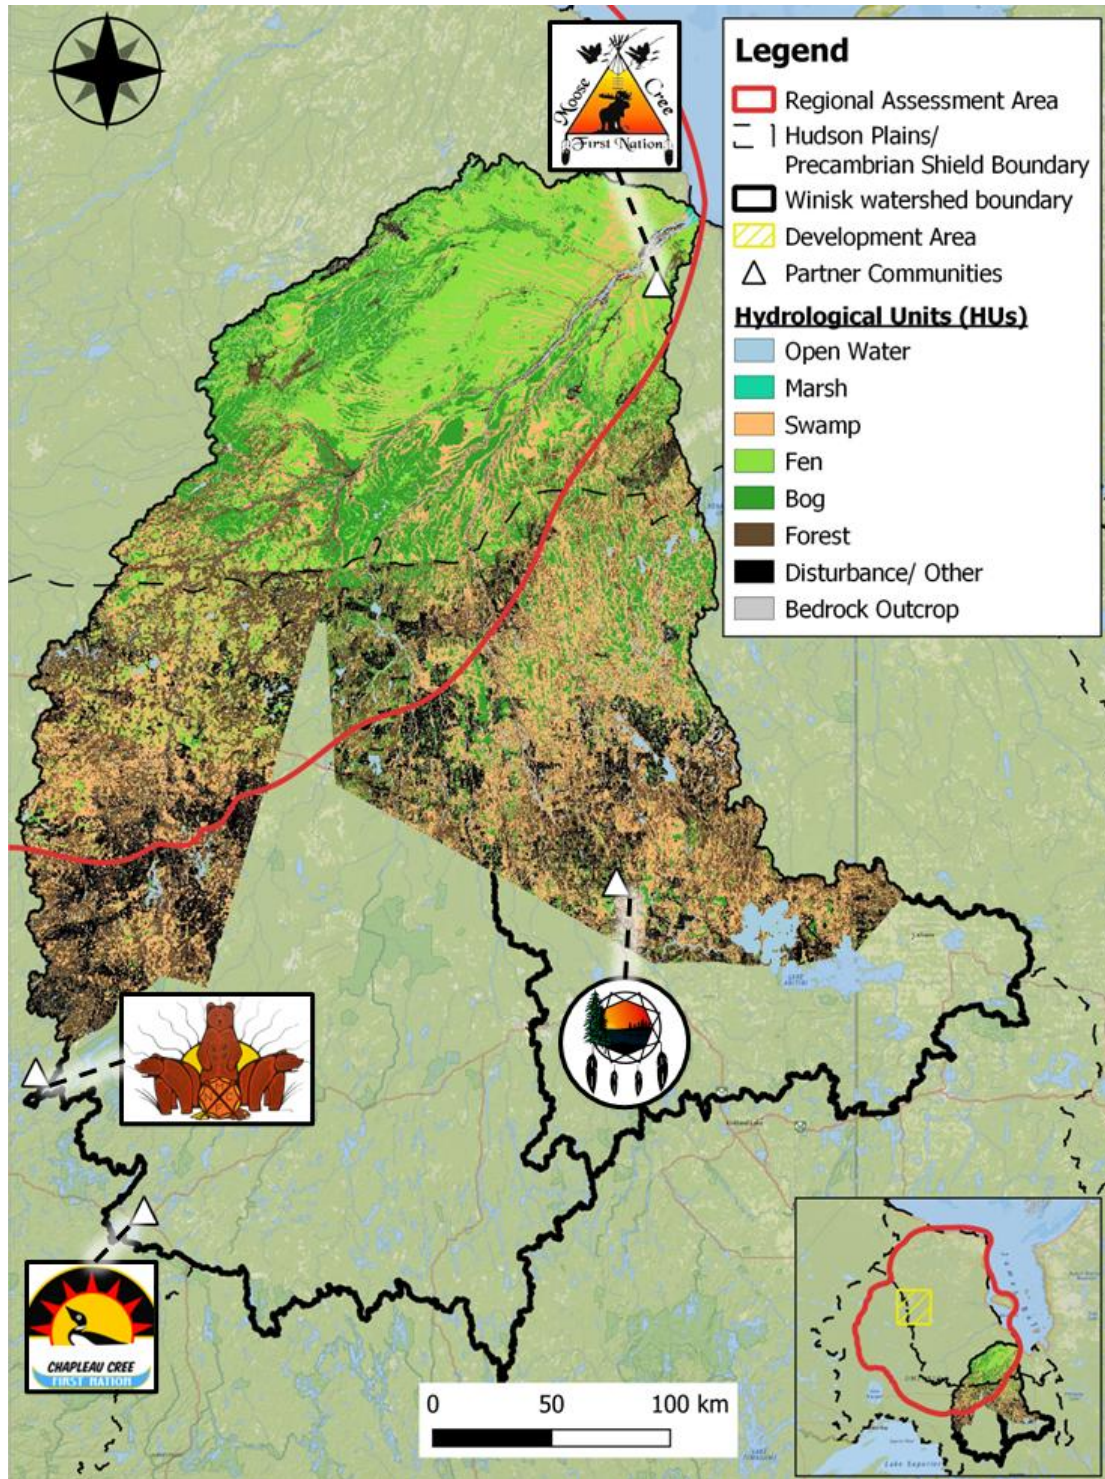 Moose Cree
First Nation
Legend
Regional Assessment Area
Hudson Plains/
Precambrian Shield Boundary
Winisk watershed boundary
Development Area
Partner Communities
Hydrological Units (HUs)
Open Water
Marsh
Swamp
Fen
Bog
Forest
Disturbance/ Other
Bedrock Outcrop
CHAPLEAU CREE
FIRST NATION
0 50 100 km
Lake Superior